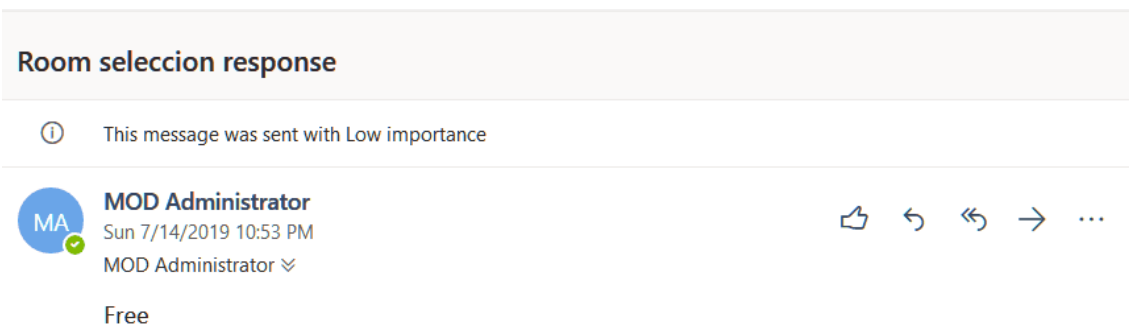 Room seleccion response
This message was sent with Low importance
MA
MOD Administrator
Sun 7/14/2019 10:53 PM
MOD Administrator
Free